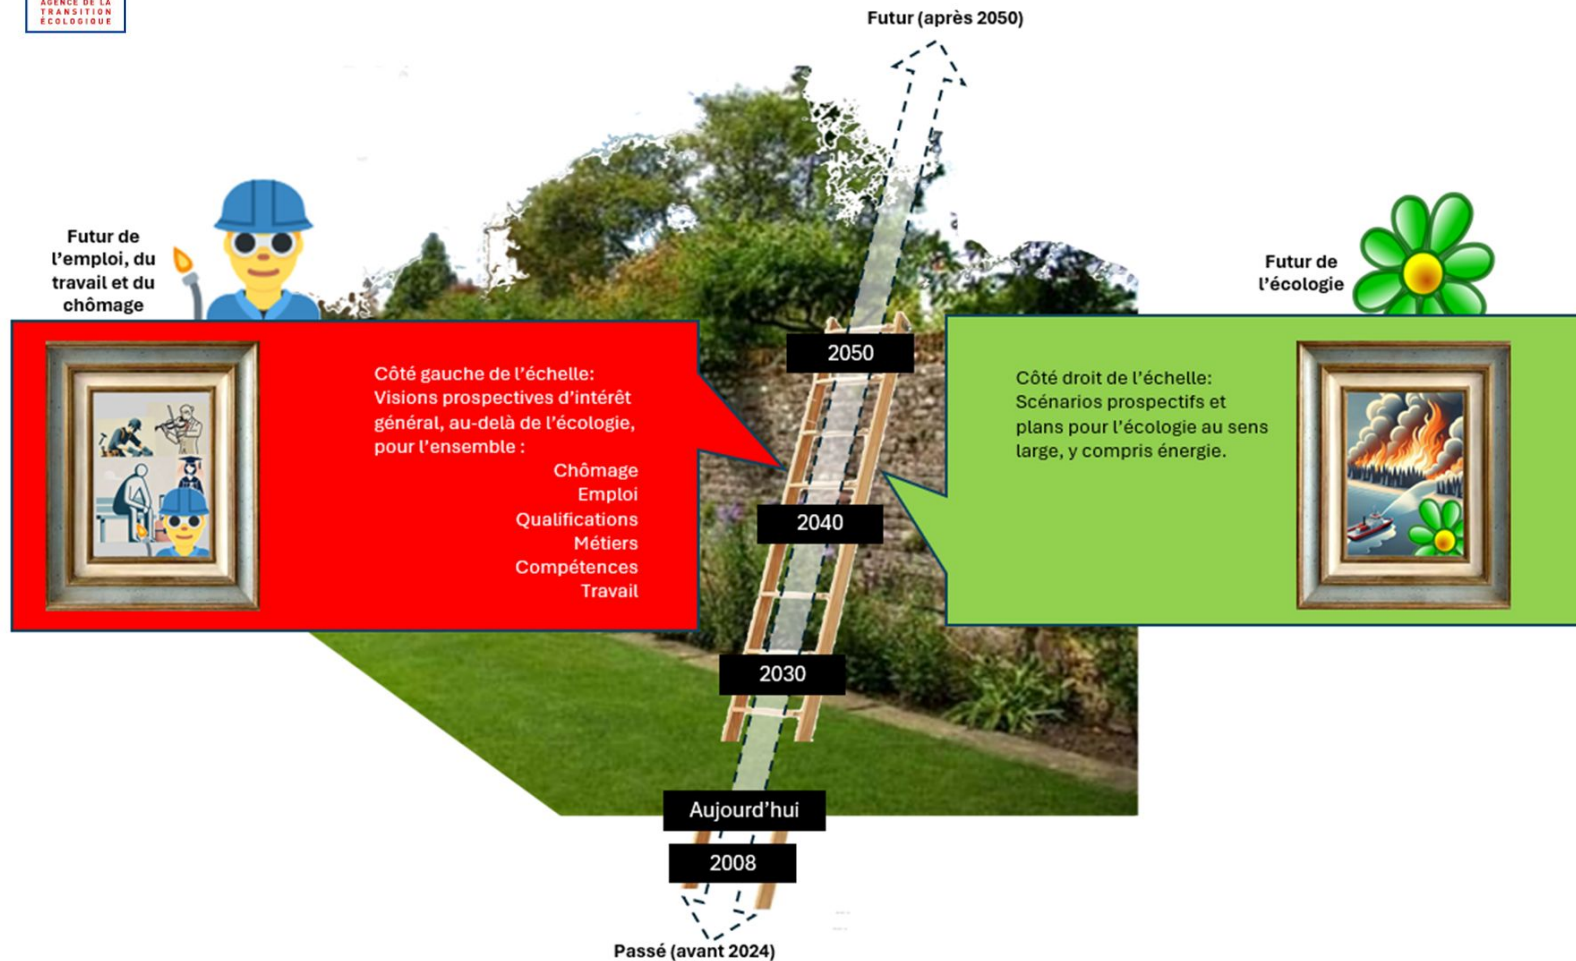 AGENCE DE LA
TRANSITION
ÉCOLOGIQUE
Futur (après 2050)
Futur de
l’emploi, du
travail et du
chômage
Futur de
l’écologie
Côté gauche de l’échelle:
Visions prospectives d’intérêt
général, au-delà de l’écologie,
pour l’ensemble :
Chômage
Emploi
Qualifications
Métiers
Compétences
Travail
Côté droit de l’échelle:
Scénarios prospectifs et
plans pour l’écologie au sens
large, y compris énergie.
2050
2040
2030
Aujourd’hui
2008
Passé (avant 2024)